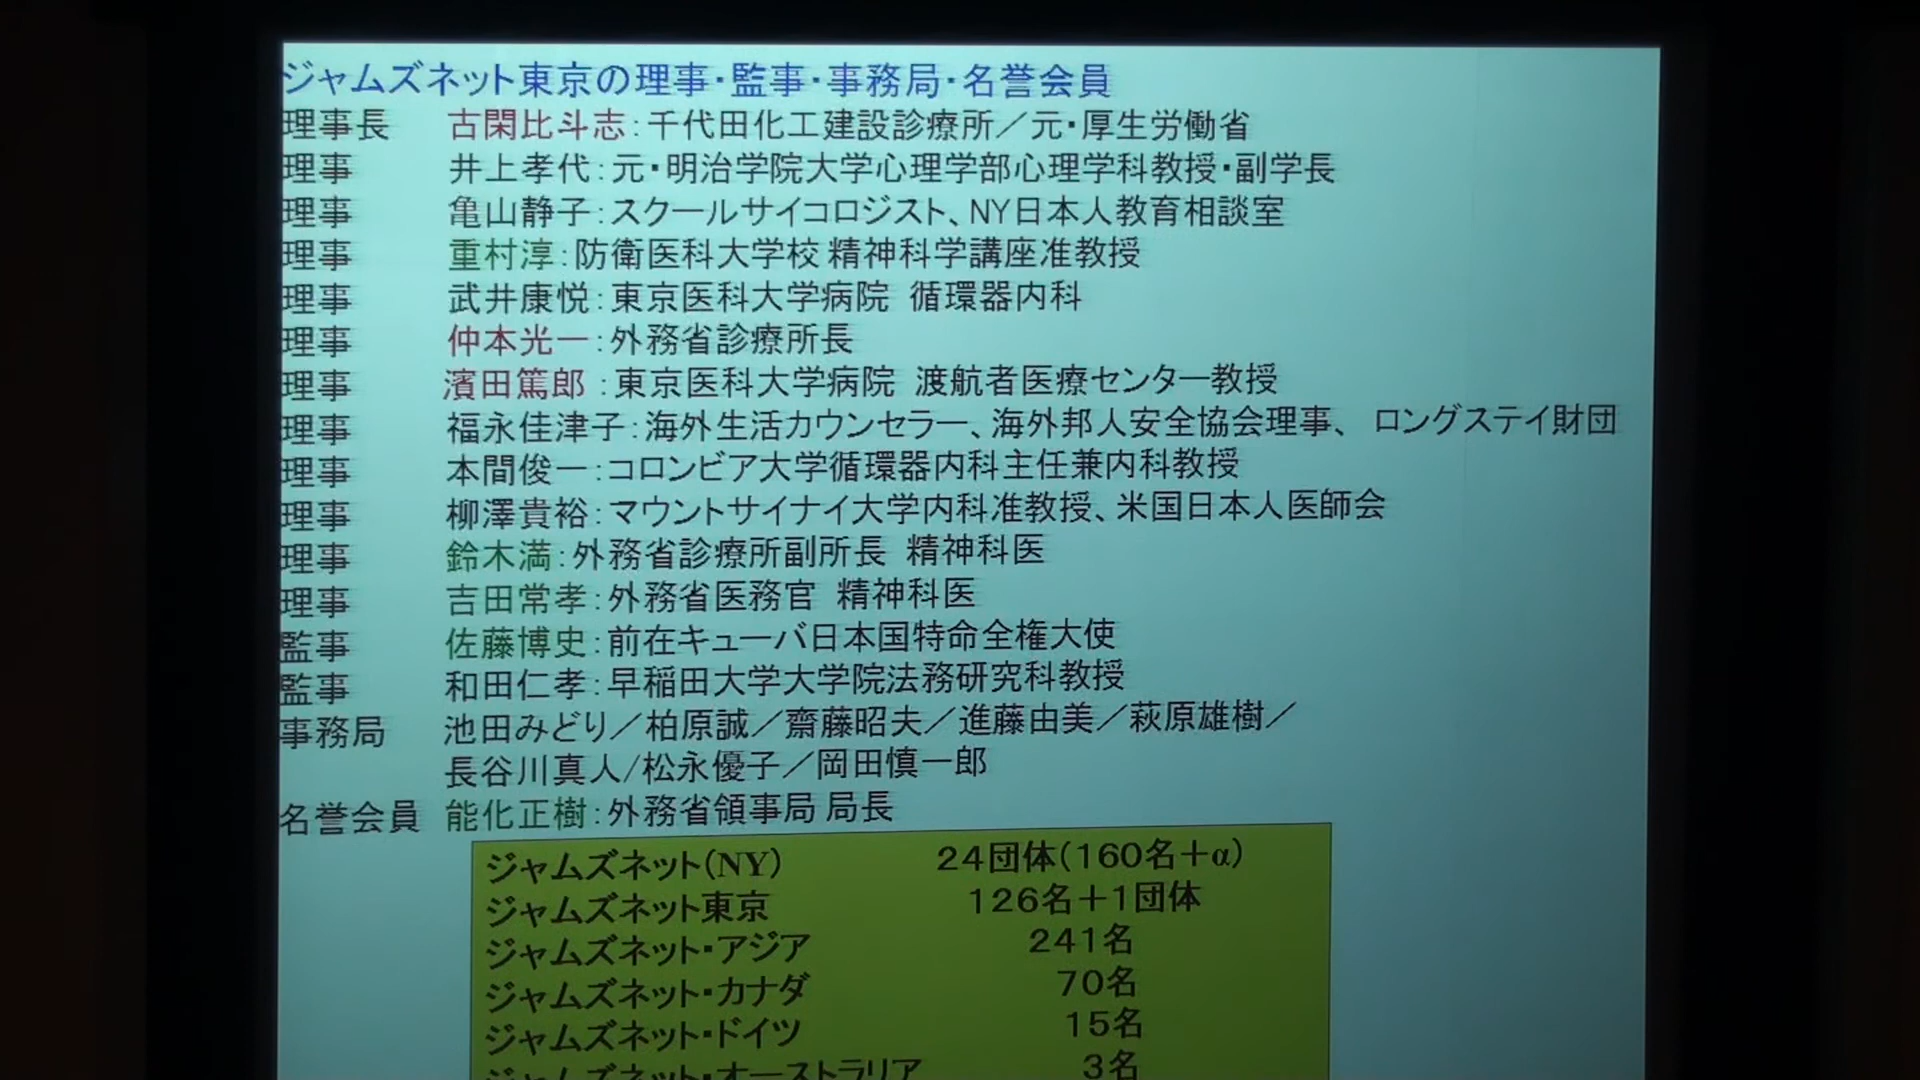 ジャムズネット東京の理事・監事・事務局・名誉会員
理事長 古閑比斗志：千代田化工建設診療所／元・厚生労働省
理事 井上孝代：元・明治学院大学心理学部心理学科教授・副学長
理事 亀山静子：スクールサイコロジスト、NY日本人教育相談室
理事 重村淳：防衛医科大学校 精神科学講座准教授
理事 武井康悦：東京医科大学病院 循環器内科
理事 仲本光一：外務省診療所長
理事 濱田篤郎：東京医科大学病院 渡航者医療センター教授
理事 福永佳津子：海外生活カウンセラー、海外邦人安全協会理事、 ロングステイ財団
理事 本間俊一：コロンビア大学循環器内科主任兼内科教授
理事 柳澤貴裕：マウントサイナイ大学内科准教授、米国日本人医師会
理事 鈴木満：外務省診療所副所長 精神科医
理事 吉田常孝：外務省医務官 精神科医
監事 佐藤博史：前在キューバ日本国特命全権大使
監事 和田仁孝：早稲田大学大学院法務研究科教授
事務局 池田みどり／柏原誠／齋藤昭夫／進藤由美／萩原雄樹／
長谷川真人/松永優子／岡田慎一郎
名誉会員 能化正樹：外務省領事局 局長
ジャムズネット（NY） 24団体（160名＋α）
ジャムズネット東京 126名＋1団体
ジャムズネット・アジア 241名
ジャムズネット・カナダ 70名
ジャムズネット・ドイツ 15名
ジャムズネット・オーストラリア 3名